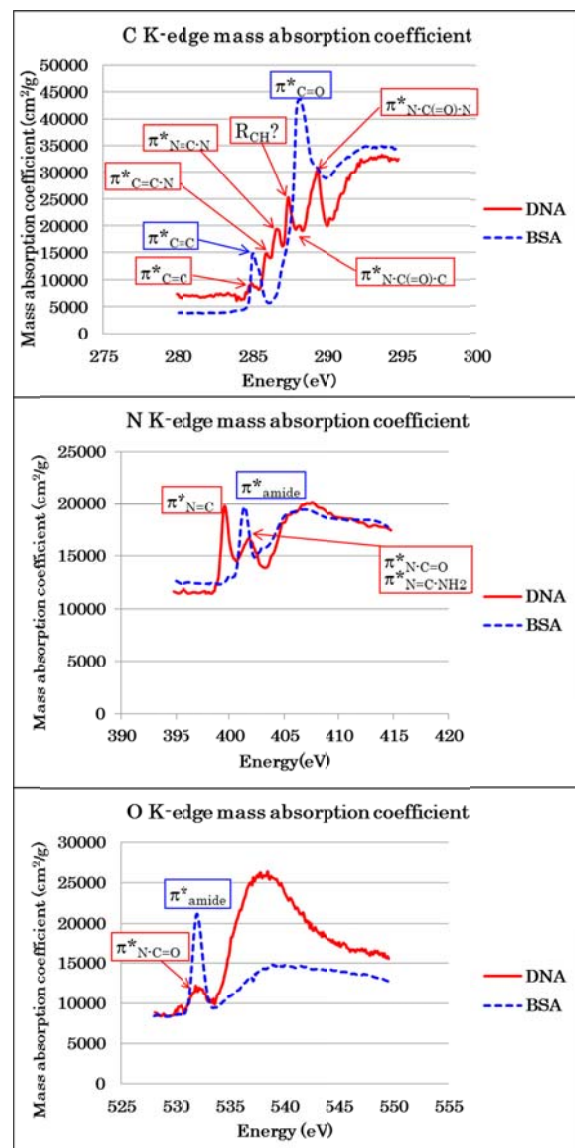 C K-edge mass absorption coefficient
Mass absorption coefficient (cm²/g)
50000
45000
40000
35000
30000
25000
20000
15000
10000
5000
0
π*C=O
π*N-C(=O)-N
RCH?
π*N=C-N
π*C=C-N
π*C=C
π*C=C
π*N-C(=O)-C
DNA
BSA
275 280 285 290 295 300
Energy(eV)
N K-edge mass absorption coefficient
Mass absorption coefficient (cm²/g)
25000
20000
15000
10000
5000
0
π*N=C
π*amide
π*N-C=O
π*N=C-NH2
DNA
BSA
390 395 400 405 410 415 420
Energy(eV)
O K-edge mass absorption coefficient
Mass absorption coefficient (cm²/g)
30000
25000
20000
15000
10000
5000
0
π*amide
π*N-C=O
DNA
BSA
525 530 535 540 545 550 555
Energy(eV)